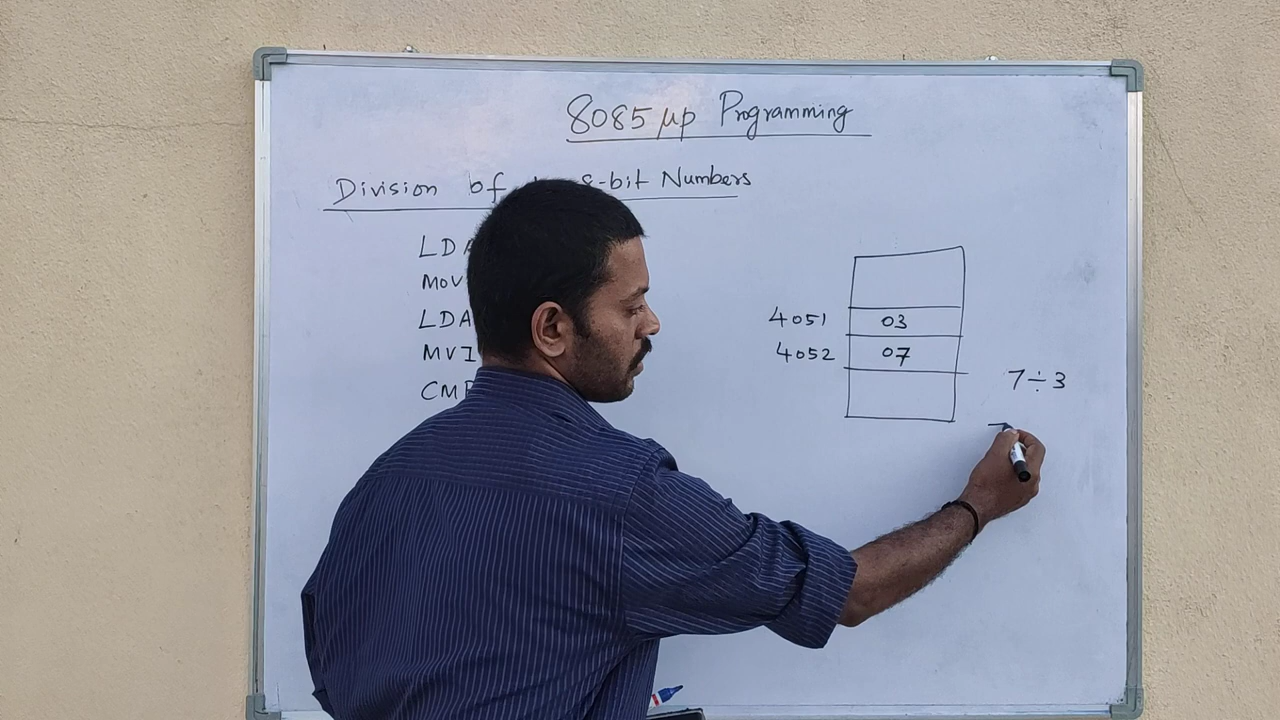 8085 μp Programming
Division of 8-bit Numbers
LDA
MOV
LDA
MVI
CMP
4051 03
4052 07
7÷3